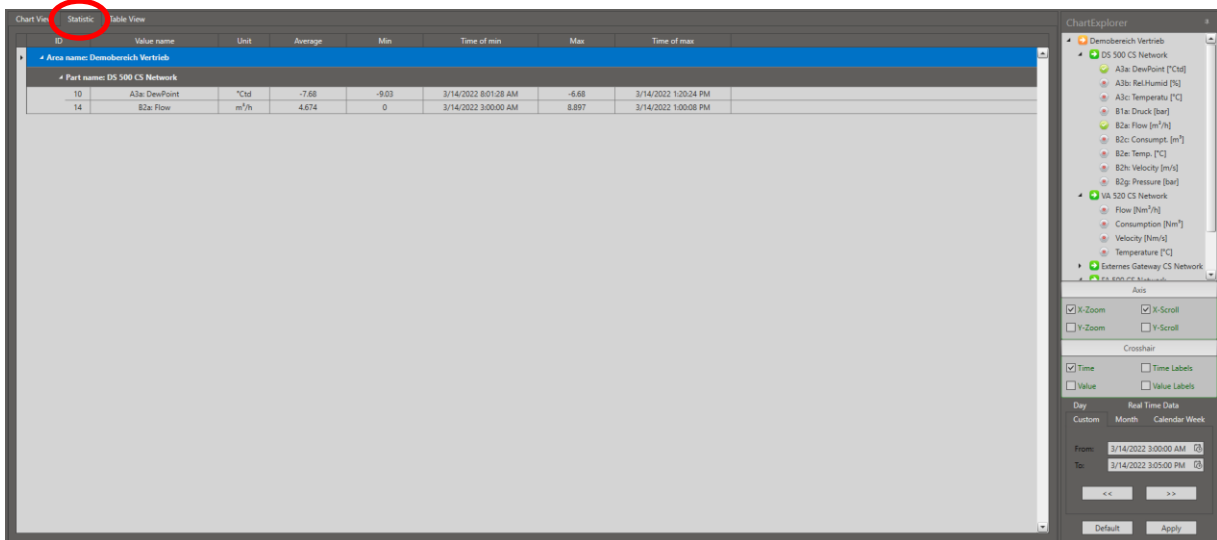 Chart View Statistic Table View
ID Value name Unit Average Min Time of min Max Time of max
Area name: Demobereich Vertrieb
Part name: DS 500 CS Network
10 A3a: DewPoint °Ctd -7.68 -9.03 3/14/2022 8:01:28 AM -6.68 3/14/2022 1:20:24 PM
14 B2a: Flow m³/h 4.674 0 3/14/2022 3:00:00 AM 8.897 3/14/2022 1:00:08 PM
ChartExplorer
Demobereich Vertrieb
DS 500 CS Network
A3a: DewPoint [°Ctd]
A3b: Rel.Humid [%]
A3c: Temperatu [°C]
B1a: Druck [bar]
B2a: Flow [m³/h]
B2c: Consumpt. [m³]
B2e: Temp. [°C]
B2h: Velocity [m/s]
B2g: Pressure [bar]
VA 520 CS Network
Flow [Nm³/h]
Consumption [Nm³]
Velocity [Nm/s]
Temperature [°C]
Externes Gateway CS Network
Axis
X-Zoom X-Scroll
Y-Zoom Y-Scroll
Crosshair
Time Time Labels
Value Value Labels
Day Real Time Data
Custom Month Calendar Week
From: 3/14/2022 3:00:00 AM
To: 3/14/2022 3:05:00 PM
<< >>
Default Apply